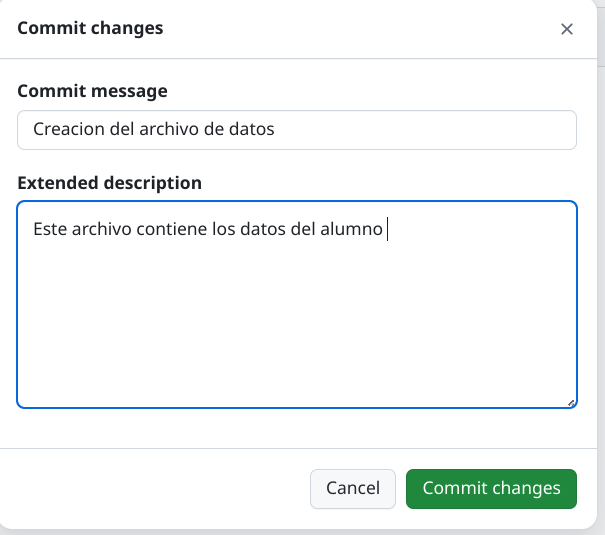 Commit changes
Commit message
Creacion del archivo de datos
Extended description
Este archivo contiene los datos del alumno
Cancel
Commit changes